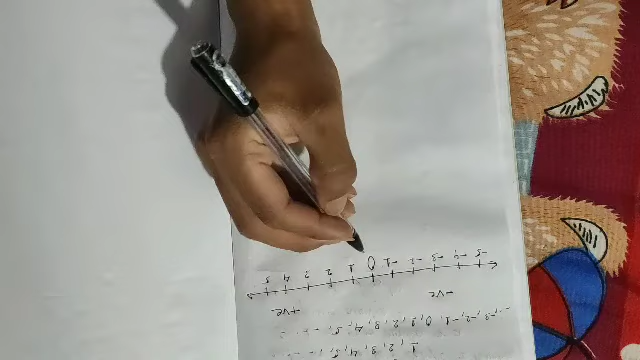 1, 2, 3, 4, 5, - - -
- - -3, -2, -1, 0, 1, 2, 3, 4, 5, - -
-ve +ve
-5 -4 -3 -2 -1 0 1 2 3 4 5